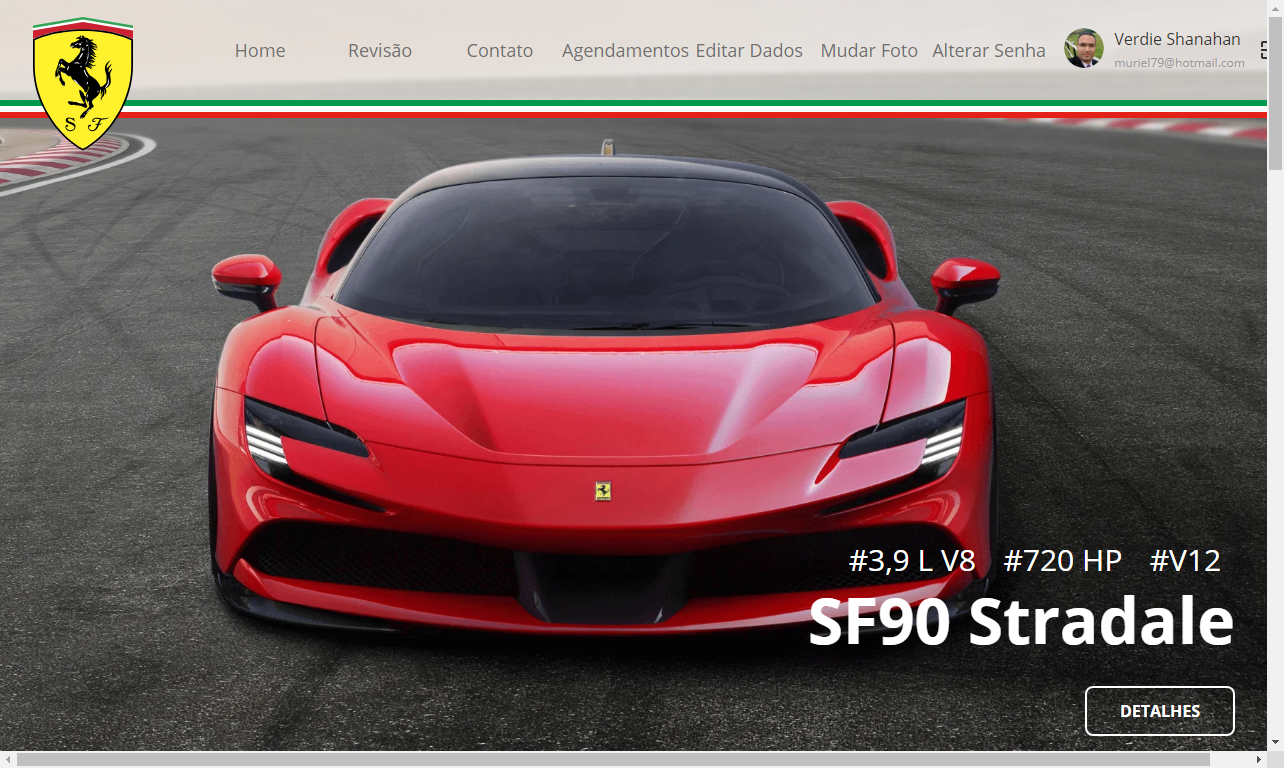 Home Revisão Contato Agendamentos Editar Dados Mudar Foto Alterar Senha
Verdie Shanahan
muriel79@hotmail.com
S F
#3,9 L V8 #720 HP #V12
SF90 Stradale
DETALHES